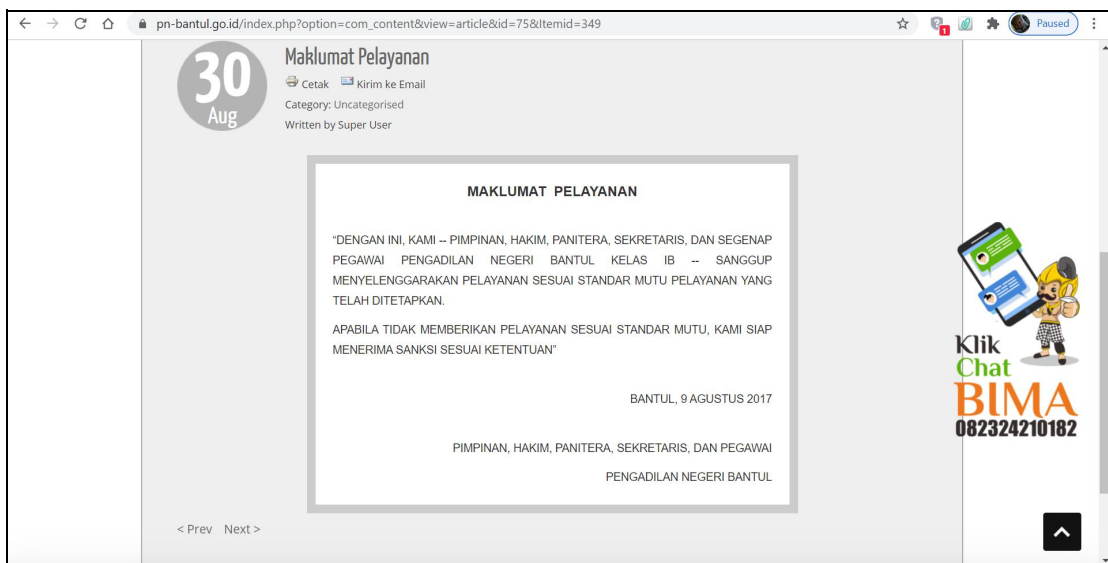 pn-bantul.go.id/index.php?option=com_content&view=article&id=75&Itemid=349
1
Paused
30
Aug
Maklumat Pelayanan
Cetak Kirim ke Email
Category: Uncategorised
Written by Super User
MAKLUMAT PELAYANAN
“DENGAN INI, KAMI -- PIMPINAN, HAKIM, PANITERA, SEKRETARIS, DAN SEGENAP
PEGAWAI PENGADILAN NEGERI BANTUL KELAS IB -- SANGGUP
MENYELENGGARAKAN PELAYANAN SESUAI STANDAR MUTU PELAYANAN YANG
TELAH DITETAPKAN.
APABILA TIDAK MEMBERIKAN PELAYANAN SESUAI STANDAR MUTU, KAMI SIAP
MENERIMA SANKSI SESUAI KETENTUAN”
BANTUL, 9 AGUSTUS 2017
PIMPINAN, HAKIM, PANITERA, SEKRETARIS, DAN PEGAWAI
PENGADILAN NEGERI BANTUL
< Prev Next >
Klik
Chat
BIMA
082324210182